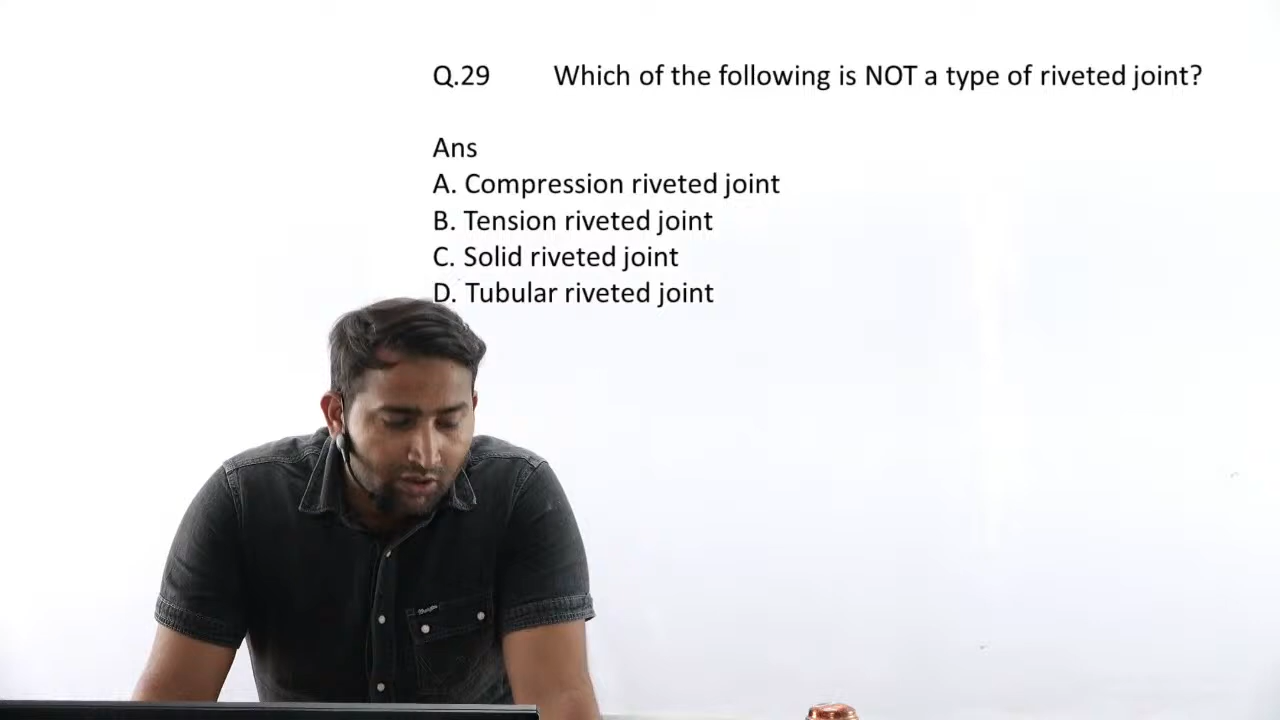 Q.29 Which of the following is NOT a type of riveted joint?
Ans
A. Compression riveted joint
B. Tension riveted joint
C. Solid riveted joint
D. Tubular riveted joint